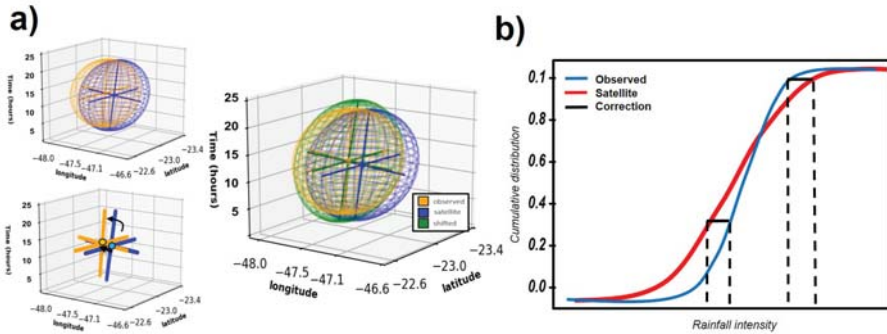 a)
Time (hours)
25
20
15
10
5
-48.0
-47.5
-47.1
-46.6
longitude
-22.6
-23.0
-23.4
latitude
Time (hours)
25
20
15
10
5
-48.0
-47.5
-47.1
-46.6
longitude
-22.6
-23.0
-23.4
latitude
Time (hours)
25
20
15
10
5
-48.0
-47.5
-47.1
-46.6
longitude
-22.6
-23.0
-23.4
latitude
observed
satellite
shifted
b)
Cumulative distribution
0.1
0.8
0.6
0.4
0.2
0.0
Observed
Satellite
Correction
Rainfall intensity